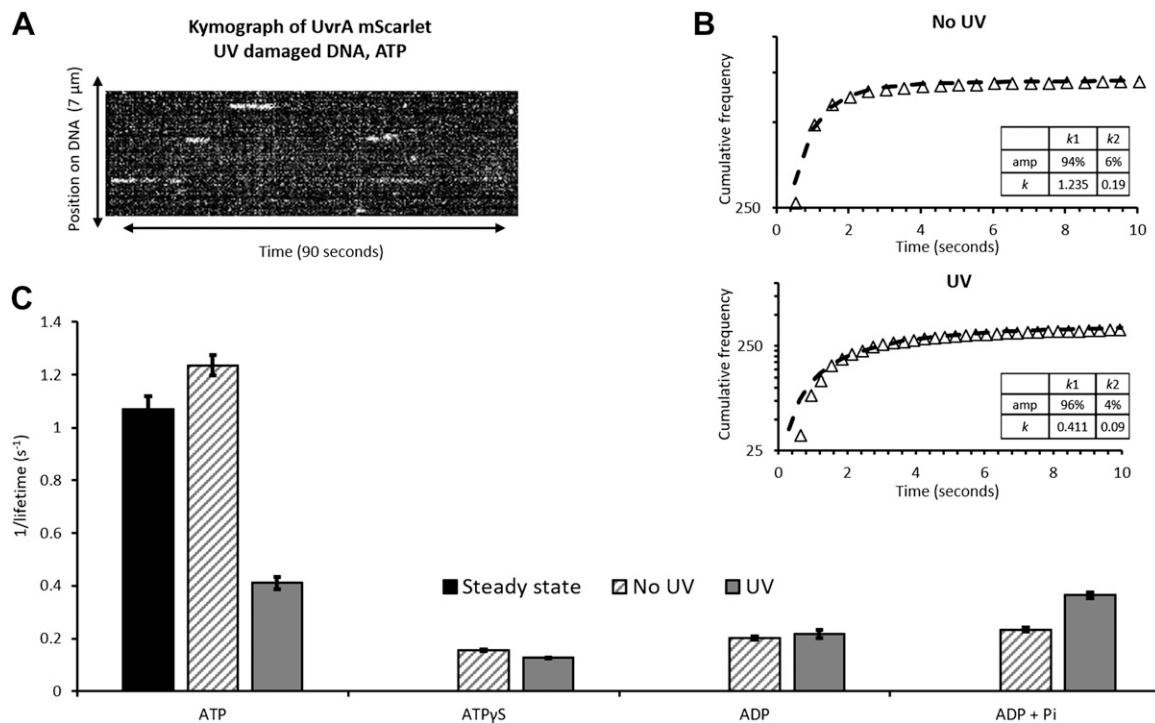 A
Kymograph of UvrA mScarlet
UV damaged DNA, ATP
Position on DNA (7 μm)
Time (90 seconds)
B
No UV
Cumulative frequency
250
k1 k2
amp 94% 6%
k 1.235 0.19
0 2 4 6 8 10
Time (seconds)
UV
Cumulative frequency
250
25
k1 k2
amp 96% 4%
k 0.411 0.09
0 2 4 6 8 10
Time (seconds)
C
1/lifetime (s⁻¹)
1.4
1.2
1
0.8
0.6
0.4
0.2
0
Steady state No UV UV
ATP ATPγS ADP ADP + Pi